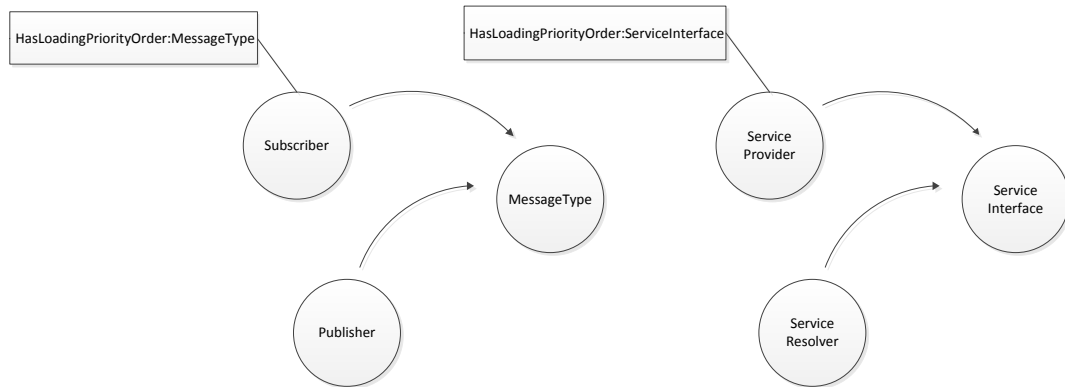 HasLoadingPriorityOrder:MessageType
Subscriber
MessageType
Publisher
HasLoadingPriorityOrder:ServiceInterface
Service
Provider
Service
Interface
Service
Resolver